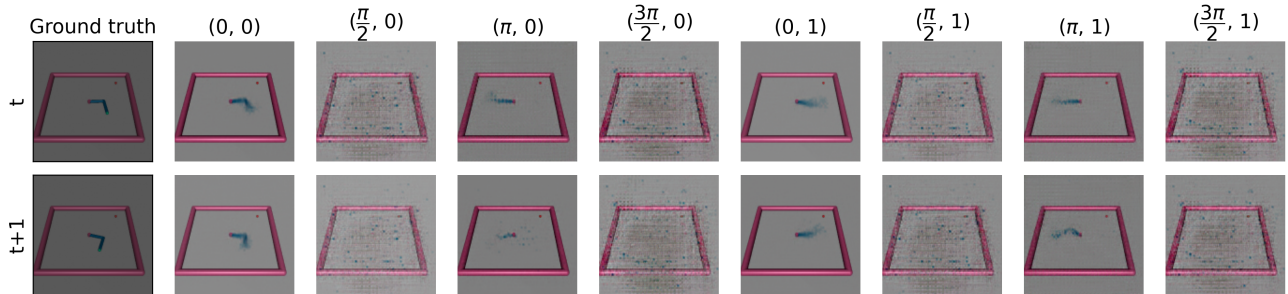 Ground truth (0, 0) (π/2, 0) (π, 0) (3π/2, 0) (0, 1) (π/2, 1) (π, 1) (3π/2, 1)
t
t+1